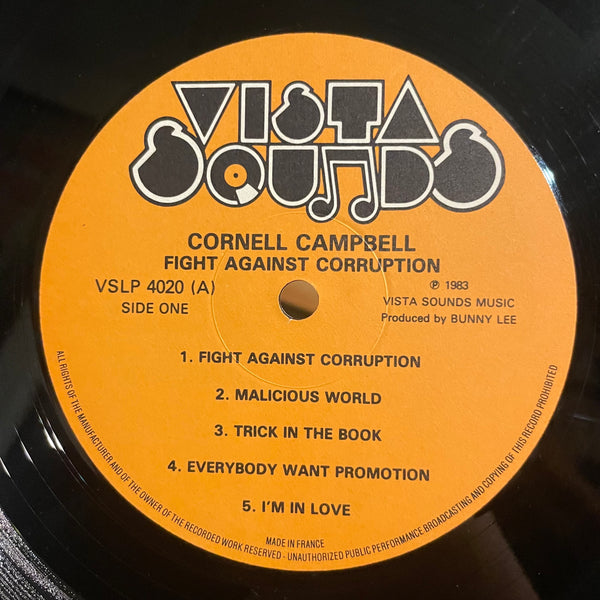 VISTA
SOUNDS
CORNELL CAMPBELL
FIGHT AGAINST CORRUPTION
VSLP 4020 (A)
SIDE ONE
℗ 1983
VISTA SOUNDS MUSIC
Produced by BUNNY LEE
1. FIGHT AGAINST CORRUPTION
2. MALICIOUS WORLD
3. TRICK IN THE BOOK
4. EVERYBODY WANT PROMOTION
5. I'M IN LOVE
MADE IN FRANCE
ALL RIGHTS OF THE MANUFACTURER AND OF THE OWNER OF THE RECORDED WORK RESERVED - UNAUTHORIZED PUBLIC PERFORMANCE BROADCASTING AND COPYING OF THIS RECORD PROHIBITED